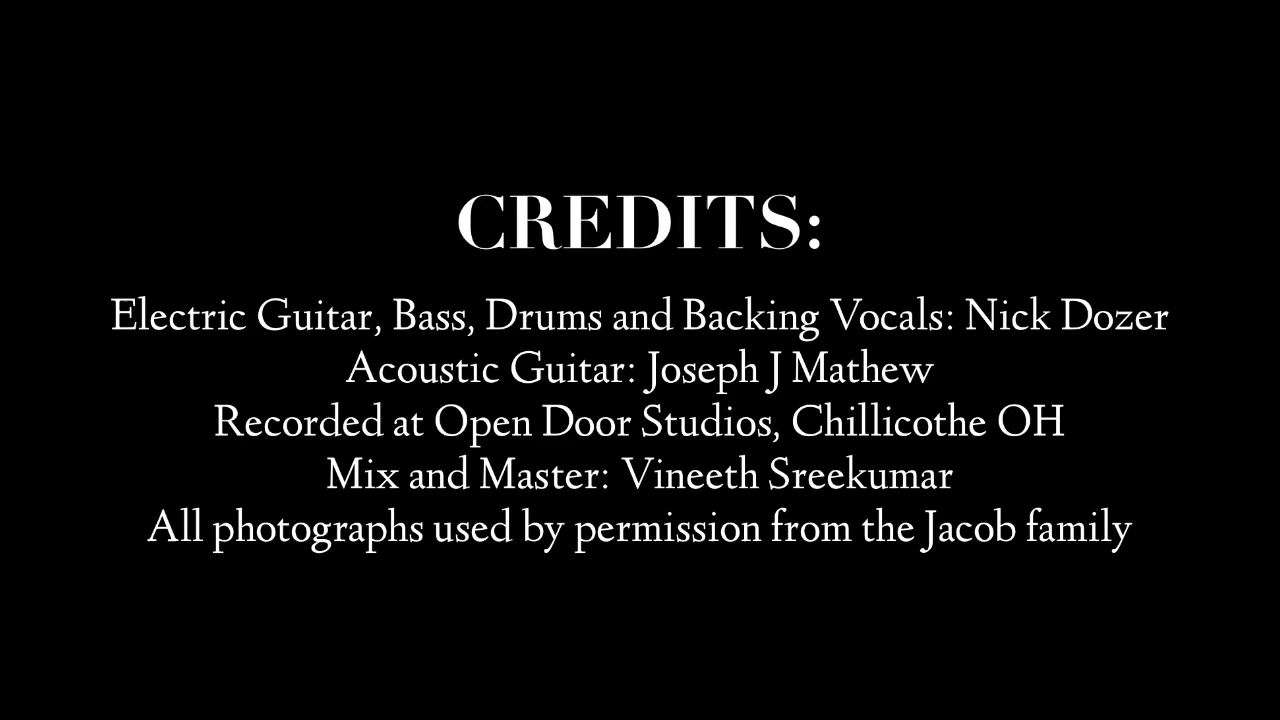 CREDITS:
Electric Guitar, Bass, Drums and Backing Vocals: Nick Dozer
Acoustic Guitar: Joseph J Mathew
Recorded at Open Door Studios, Chillicothe OH
Mix and Master: Vineeth Sreekumar
All photographs used by permission from the Jacob family